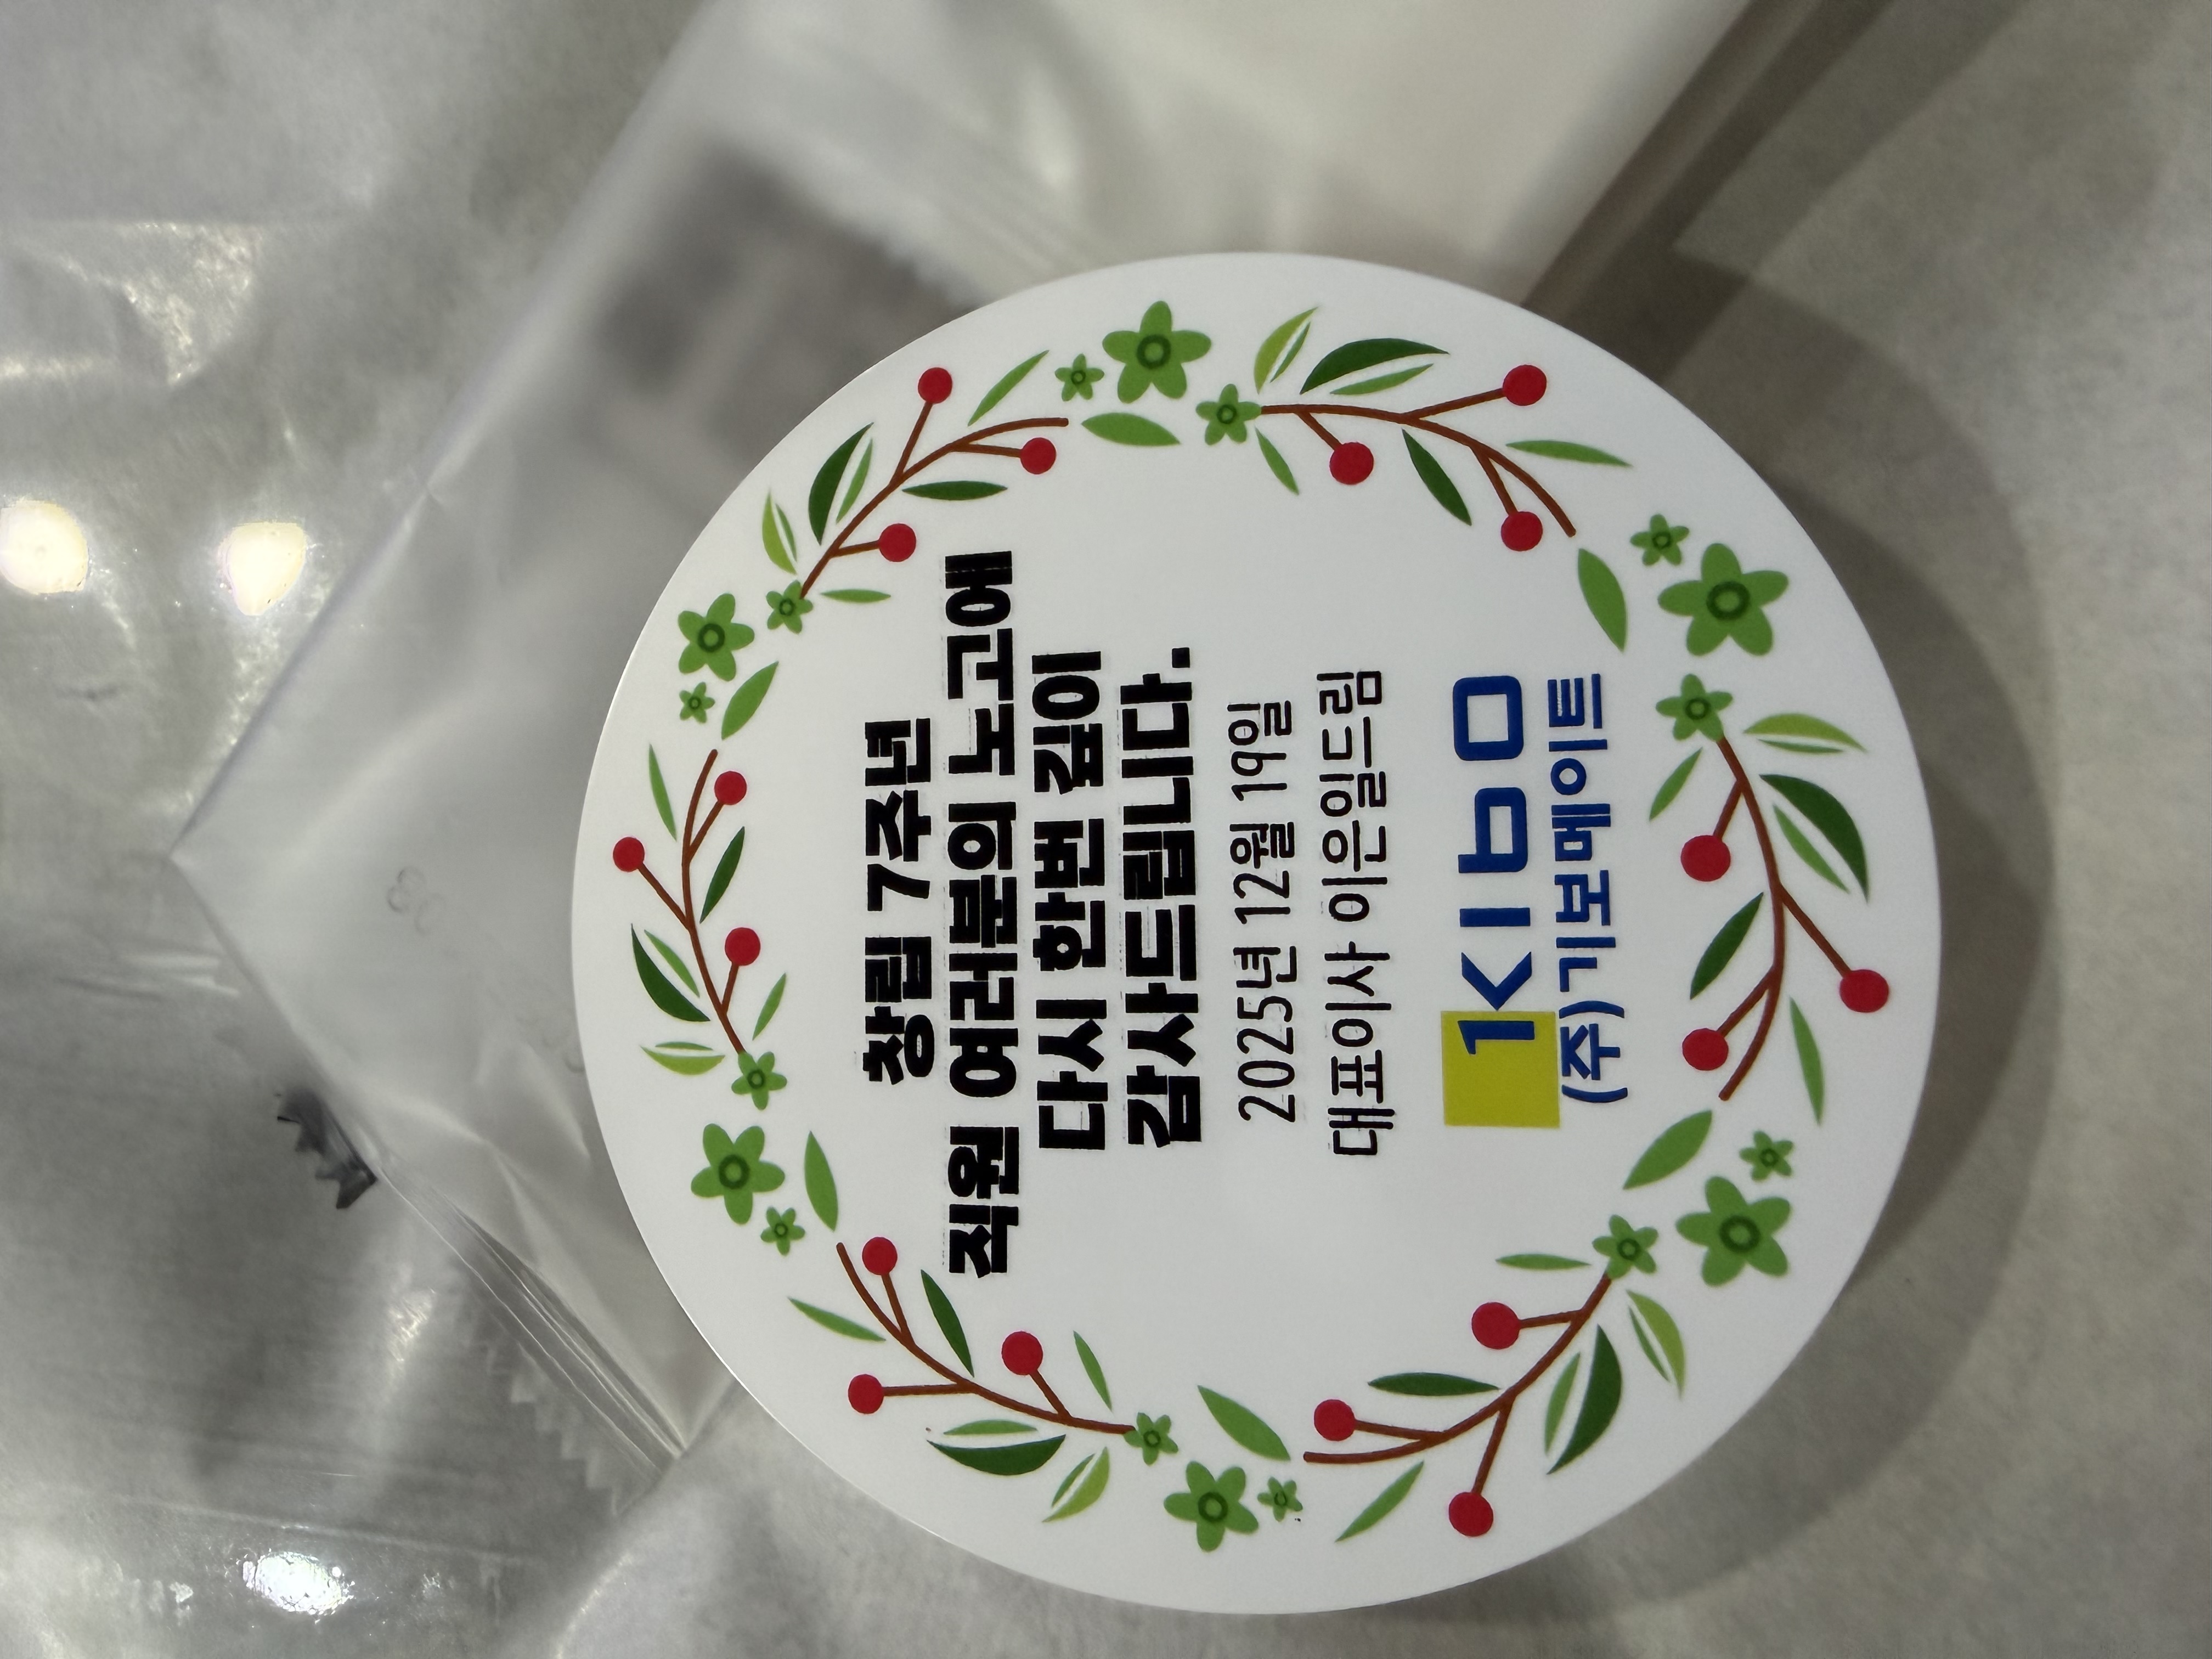 창립 7주년
직원 여러분의 노고에
다시 한번 깊이
감사드립니다.
2025년 12월 19일
대표이사 이은일드림
kibo
(주)기보메이트